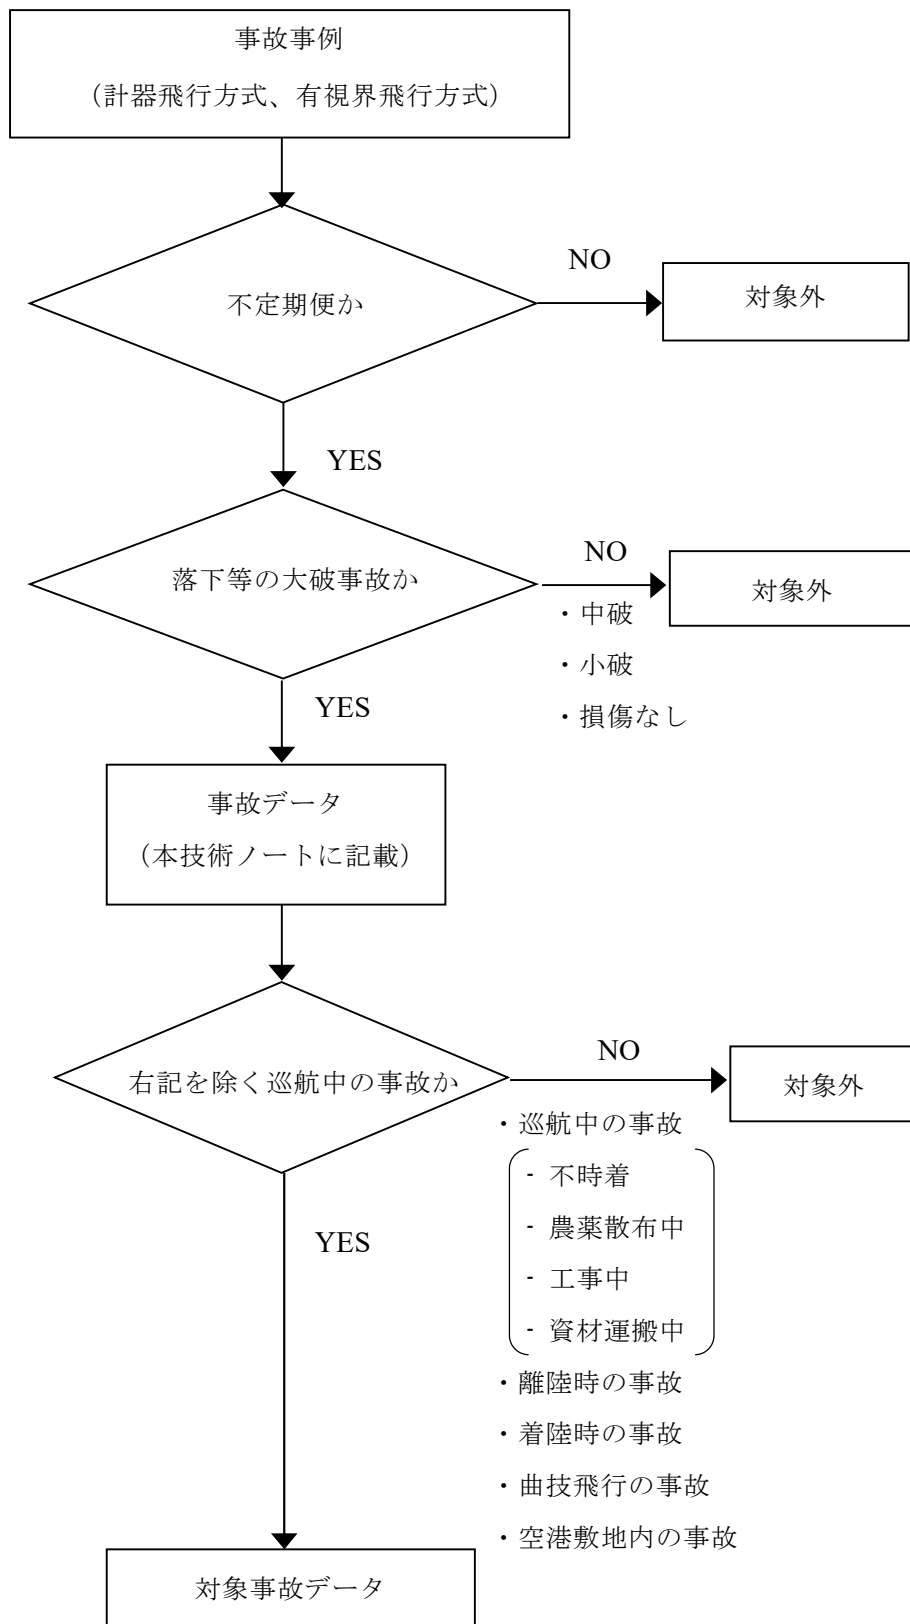 事故事例
（計器飛行方式、有視界飛行方式）
不定期便か
NO
対象外
YES
落下等の大破事故か
NO
対象外
・中破
・小破
・損傷なし
YES
事故データ
（本技術ノートに記載）
右記を除く巡航中の事故か
NO
対象外
・巡航中の事故
- 不時着
- 農薬散布中
- 工事中
- 資材運搬中
・離陸時の事故
・着陸時の事故
・曲技飛行の事故
・空港敷地内の事故
YES
対象事故データ